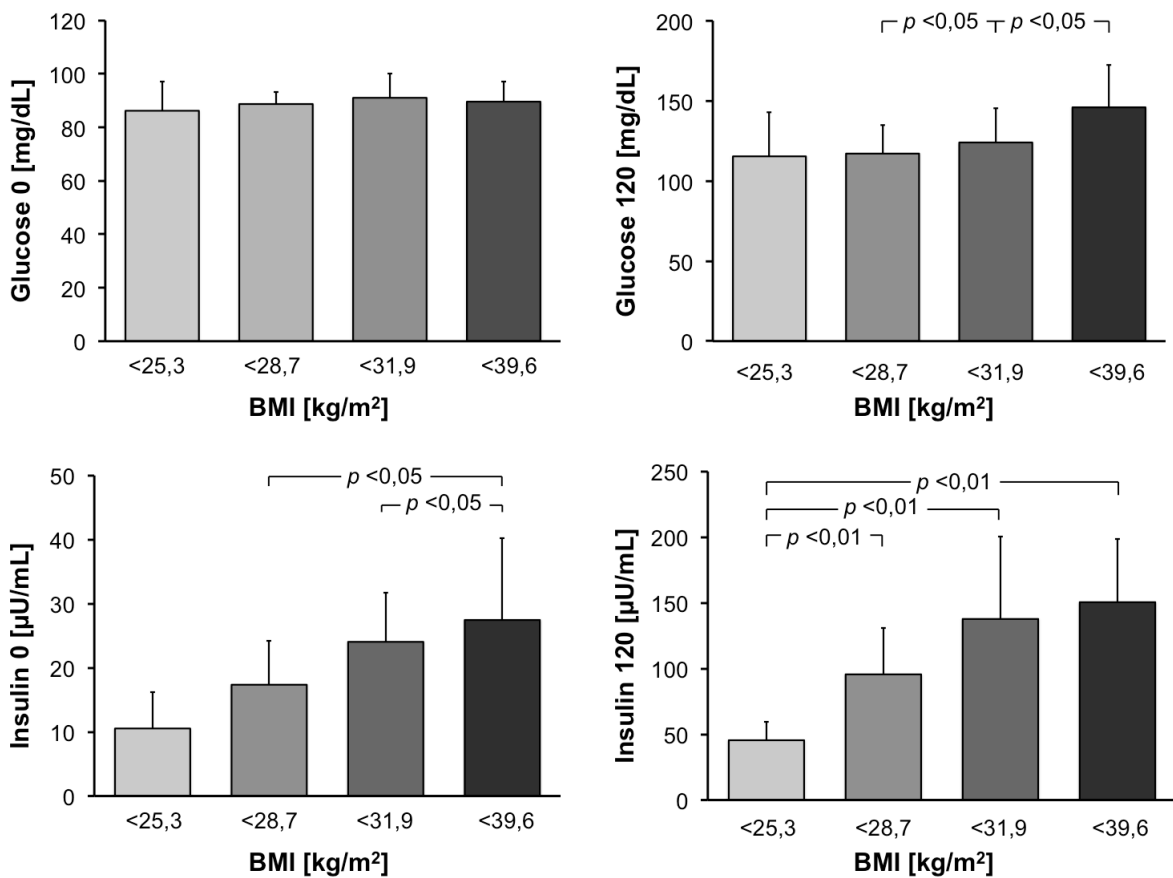 Glucose 0 [mg/dL]
120
100
80
60
40
20
0
<25,3 <28,7 <31,9 <39,6
BMI [kg/m²]
Glucose 120 [mg/dL]
200
150
100
50
0
p <0,05 p <0,05
<25,3 <28,7 <31,9 <39,6
BMI [kg/m²]
Insulin 0 [µU/mL]
50
40
30
20
10
0
p <0,05
p <0,05
<25,3 <28,7 <31,9 <39,6
BMI [kg/m²]
Insulin 120 [µU/mL]
250
200
150
100
50
0
p <0,01
p <0,01
p <0,01
<25,3 <28,7 <31,9 <39,6
BMI [kg/m²]